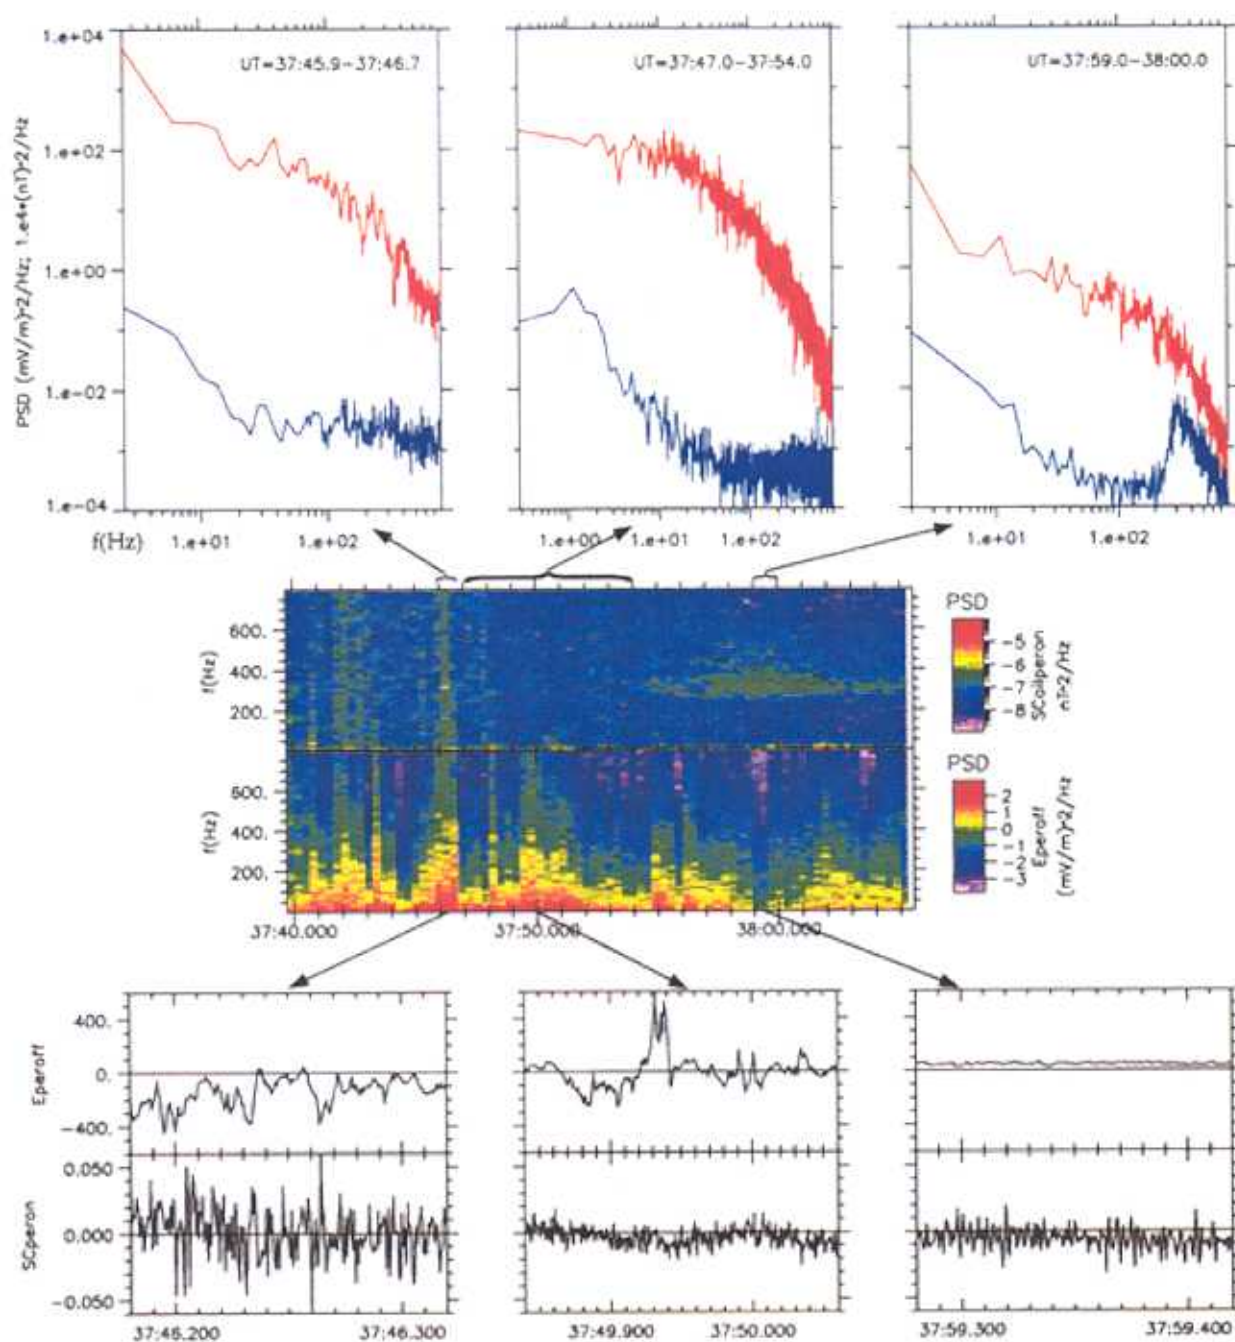 UT=37:45.9-37:46.7
UT=37:47.0-37:54.0
UT=37:59.0-38:00.0
PSD (mV/m)^2/Hz; 1.e4*(nT)^2/Hz
1.e+04
1.e+02
1.e+00
1.e-02
1.e-04
f(Hz)
1.e+01
1.e+02
1.e+00
1.e+01
1.e+02
1.e+01
1.e+02
f(Hz)
600.
400.
200.
f(Hz)
600.
400.
200.
37:40.000
37:50.000
38:00.000
PSD
-5
-6
-7
-8
SCoilperon
nT^2/Hz
PSD
2
1
0
-1
-2
-3
Eperoff
(mV/m)^2/Hz
Eperoff
400.
0.
-400.
SCperon
0.050
0.000
-0.050
37:46.300
37:49.900
37:50.000
37:59.300
37:59.400